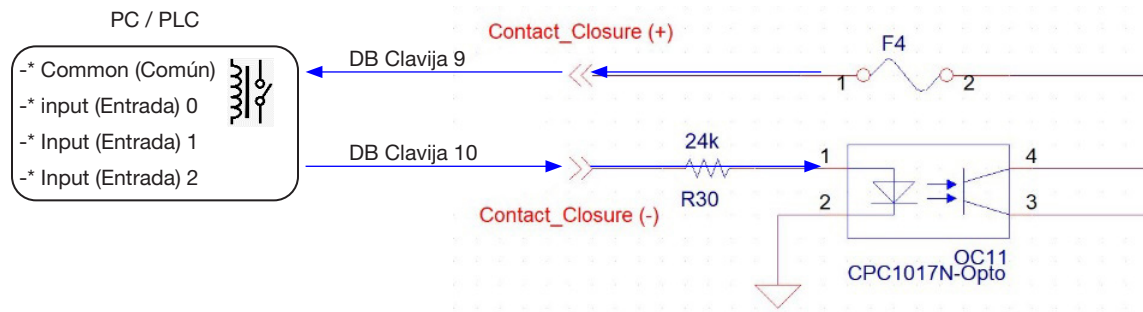 PC / PLC
-* Common (Común)
-* input (Entrada) 0
-* Input (Entrada) 1
-* Input (Entrada) 2
DB Clavija 9
DB Clavija 10
Contact_Closure (+)
F4
1
2
24k
R30
Contact_Closure (-)
1
2
4
3
OC11
CPC1017N-Opto